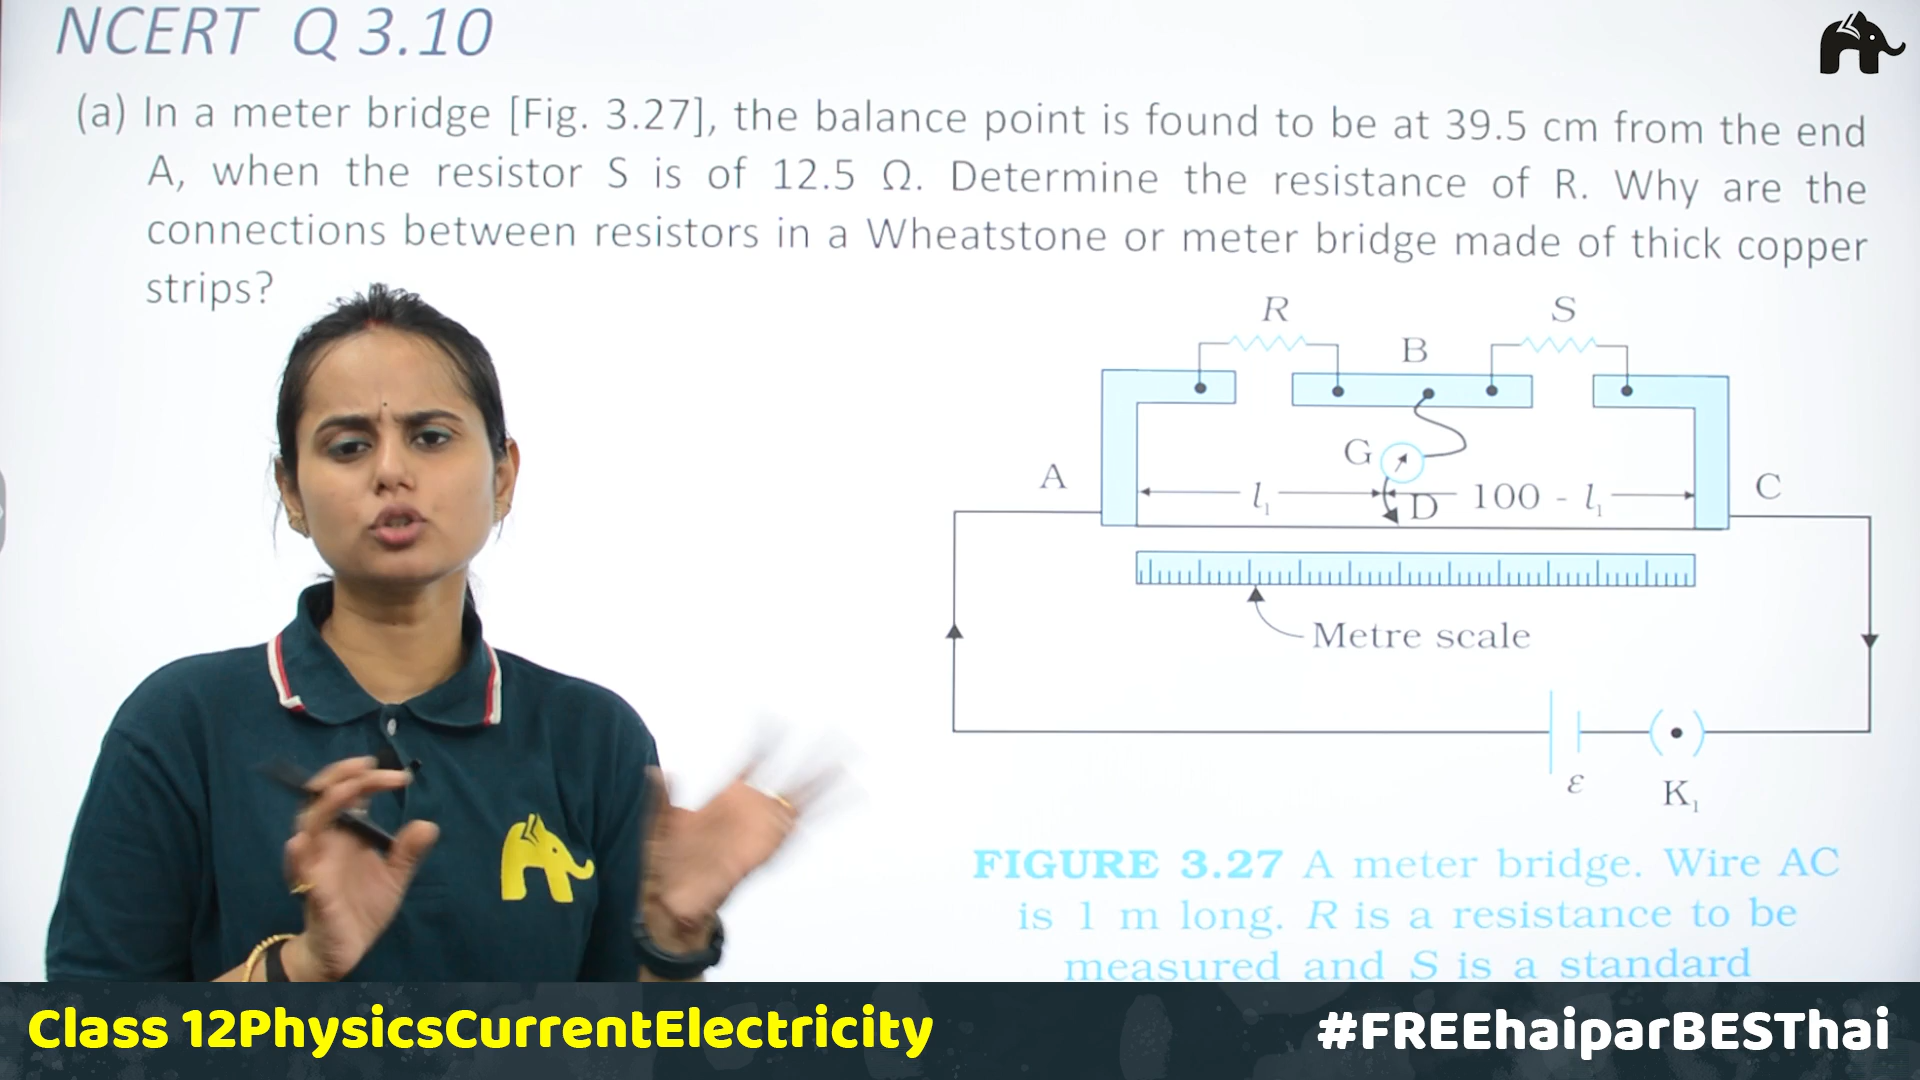 NCERT Q 3.10
(a) In a meter bridge [Fig. 3.27], the balance point is found to be at 39.5 cm from the end
A, when the resistor S is of 12.5 Ω. Determine the resistance of R. Why are the
connections between resistors in a Wheatstone or meter bridge made of thick copper
strips?
R
S
B
G
A
l₁
D
100 - l₁
C
Metre scale
ε
K₁
FIGURE 3.27 A meter bridge. Wire AC
is 1 m long. R is a resistance to be
measured and S is a standard
Class 12PhysicsCurrentElectricity
#FREEhaiparBESThai